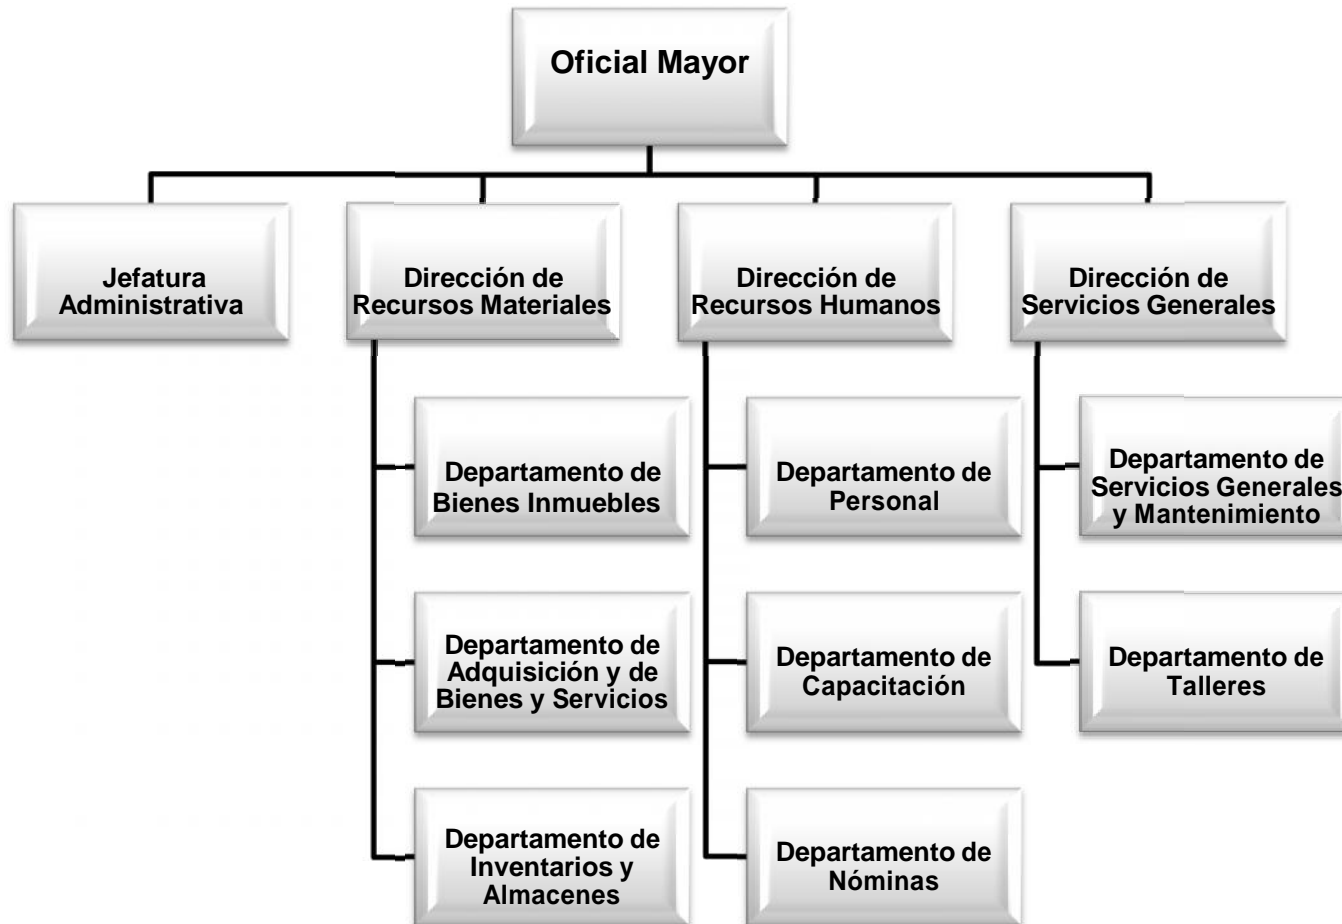 Oficial Mayor
Jefatura
Administrativa
Dirección de
Recursos Materiales
Dirección de
Recursos Humanos
Dirección de
Servicios Generales
Departamento de
Bienes Inmuebles
Departamento de
Personal
Departamento de
Servicios Generales
y Mantenimiento
Departamento de
Adquisición y de
Bienes y Servicios
Departamento de
Capacitación
Departamento de
Talleres
Departamento de
Inventarios y
Almacenes
Departamento de
Nóminas